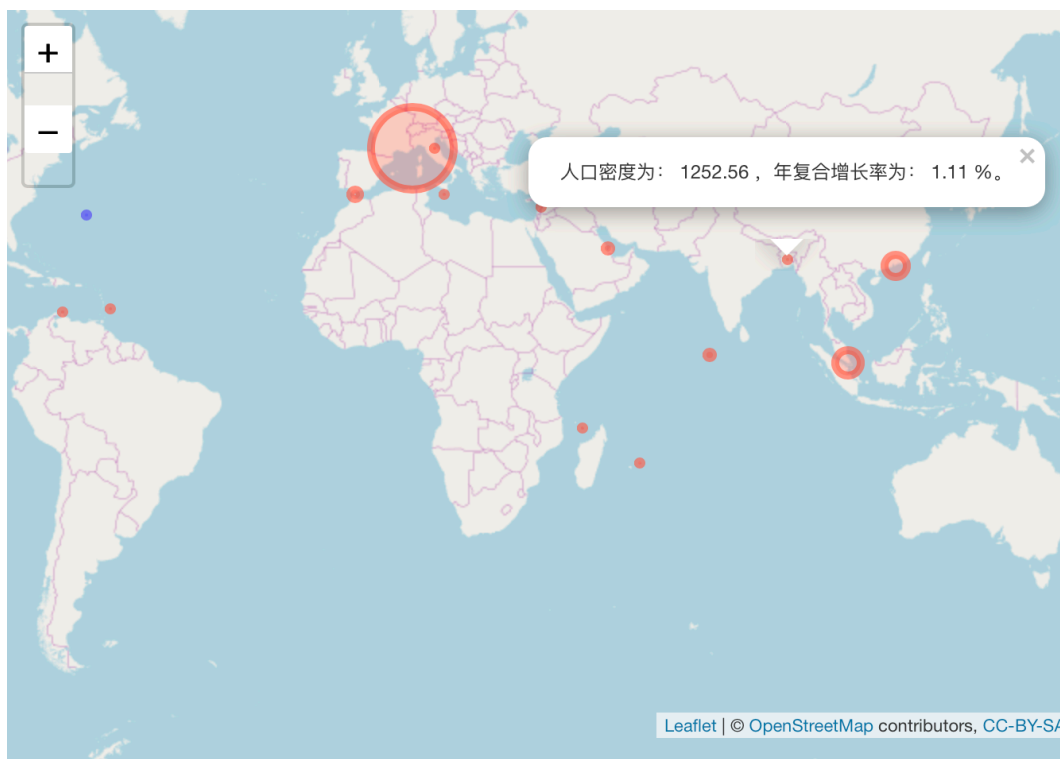 +
−
×
人口密度为： 1252.56 ，年复合增长率为： 1.11 %。
Leaflet | © OpenStreetMap contributors, CC-BY-SA